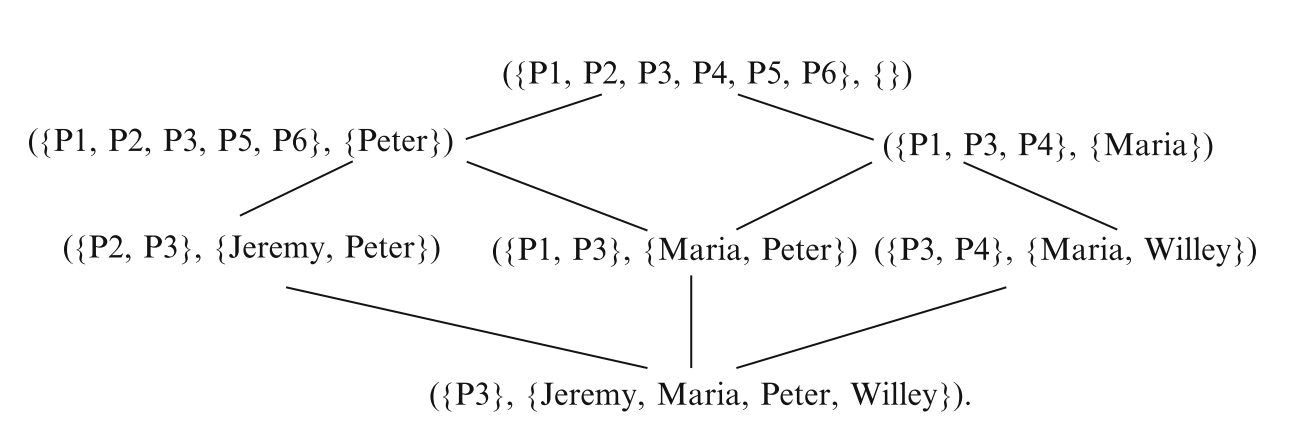 ({P1, P2, P3, P4, P5, P6}, {})
({P1, P2, P3, P5, P6}, {Peter}) ({P1, P3, P4}, {Maria})
({P2, P3}, {Jeremy, Peter}) ({P1, P3}, {Maria, Peter}) ({P3, P4}, {Maria, Willey})
({P3}, {Jeremy, Maria, Peter, Willey}).